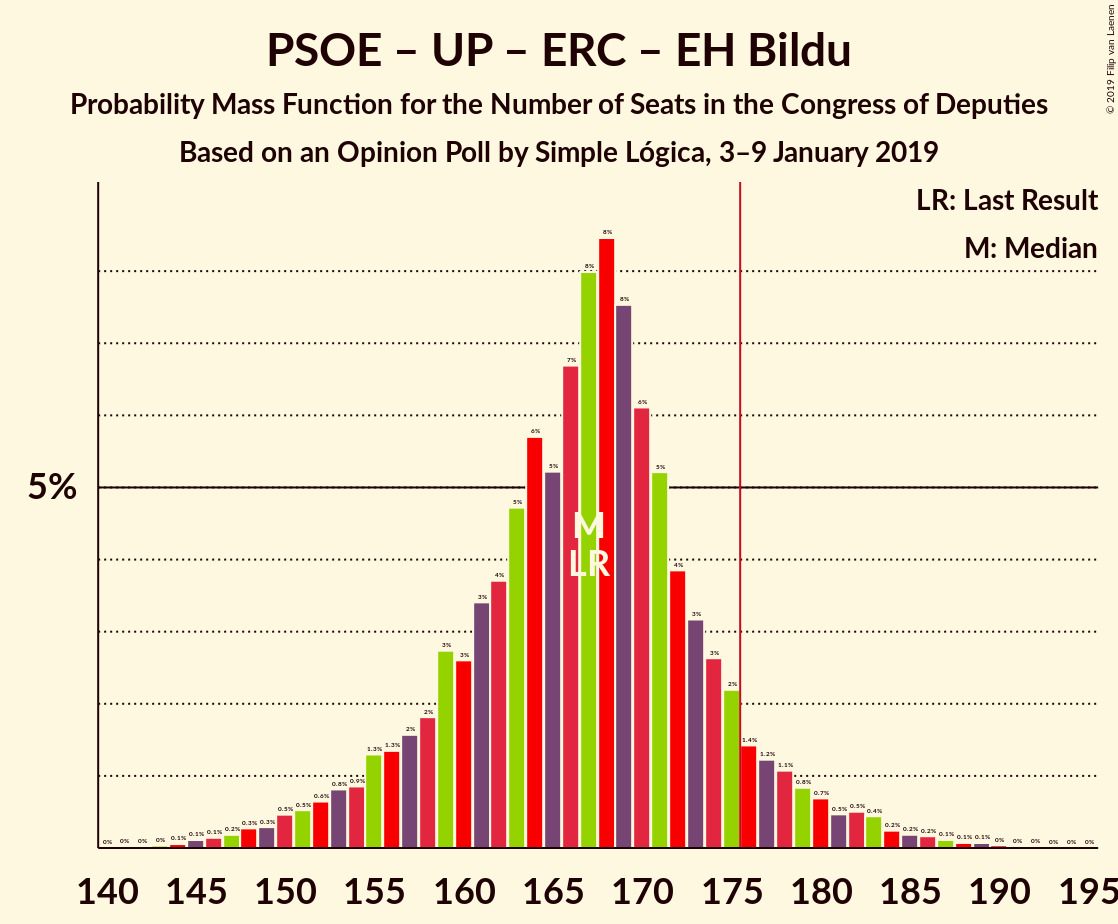 PSOE – UP – ERC – EH Bildu
Probability Mass Function for the Number of Seats in the Congress of Deputies
Based on an Opinion Poll by Simple Lógica, 3–9 January 2019
© 2019 Filip van Laenen
LR: Last Result
M: Median
5%
0% 0% 0% 0% 0.1% 0.1% 0.1% 0.2% 0.3% 0.3% 0.5% 0.5% 0.6% 0.8% 0.9% 1.3% 1.3% 2% 2% 3% 3% 3% 4% 5% 6% 5% 7% 8% 8% 8% 6% 5% 4% 3% 3% 2% 1.4% 1.2% 1.1% 0.8% 0.7% 0.5% 0.5% 0.4% 0.2% 0.2% 0.2% 0.1% 0.1% 0.1% 0% 0% 0% 0% 0% 0%
M
LR
140 145 150 155 160 165 170 175 180 185 190 195